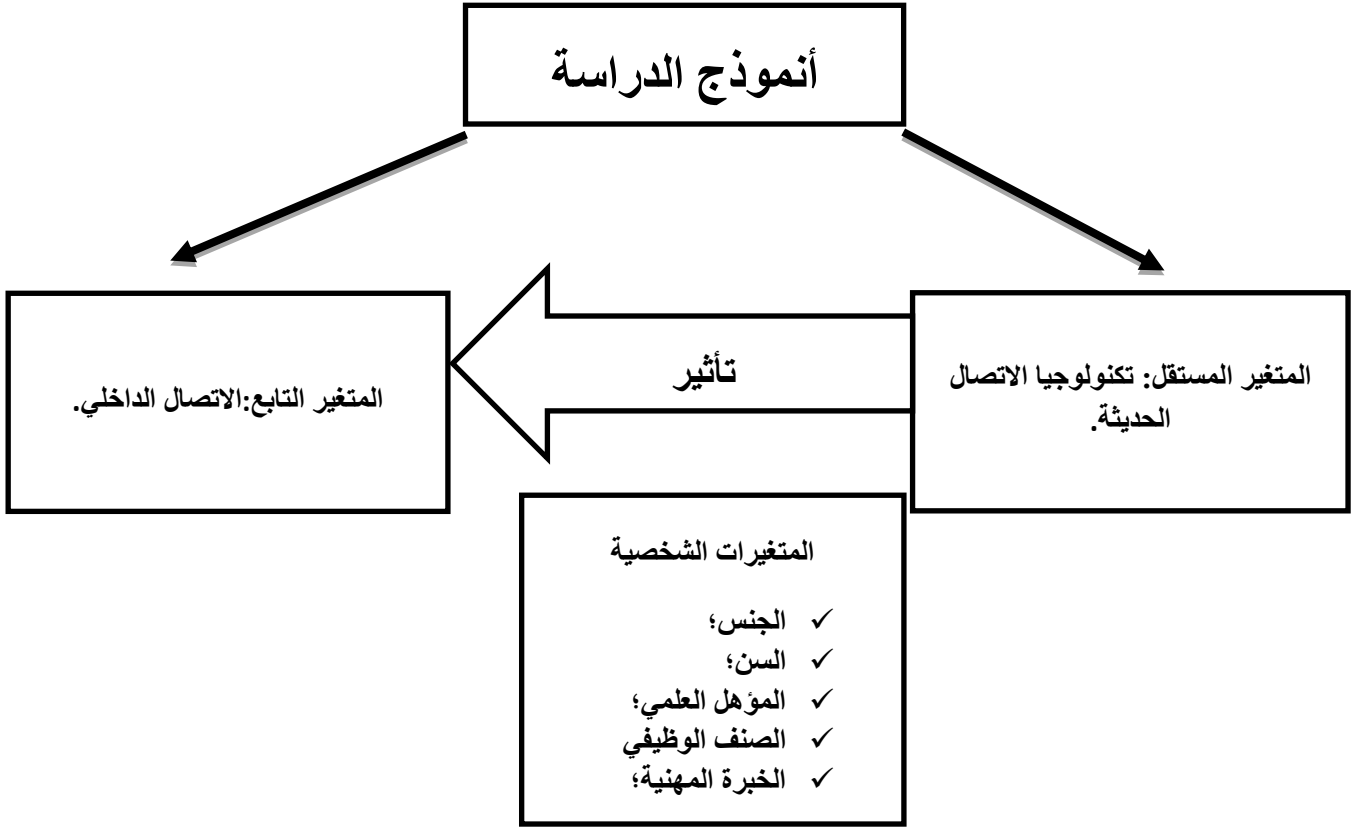 أنموذج الدراسة
المتغير المستقل: تكنولوجيا الاتصال
الحديثة.
تأثير
المتغير التابع:الاتصال الداخلي.
المتغيرات الشخصية
✓ الجنس؛
✓ السن؛
✓ المؤهل العلمي؛
✓ الصنف الوظيفي
✓ الخبرة المهنية؛